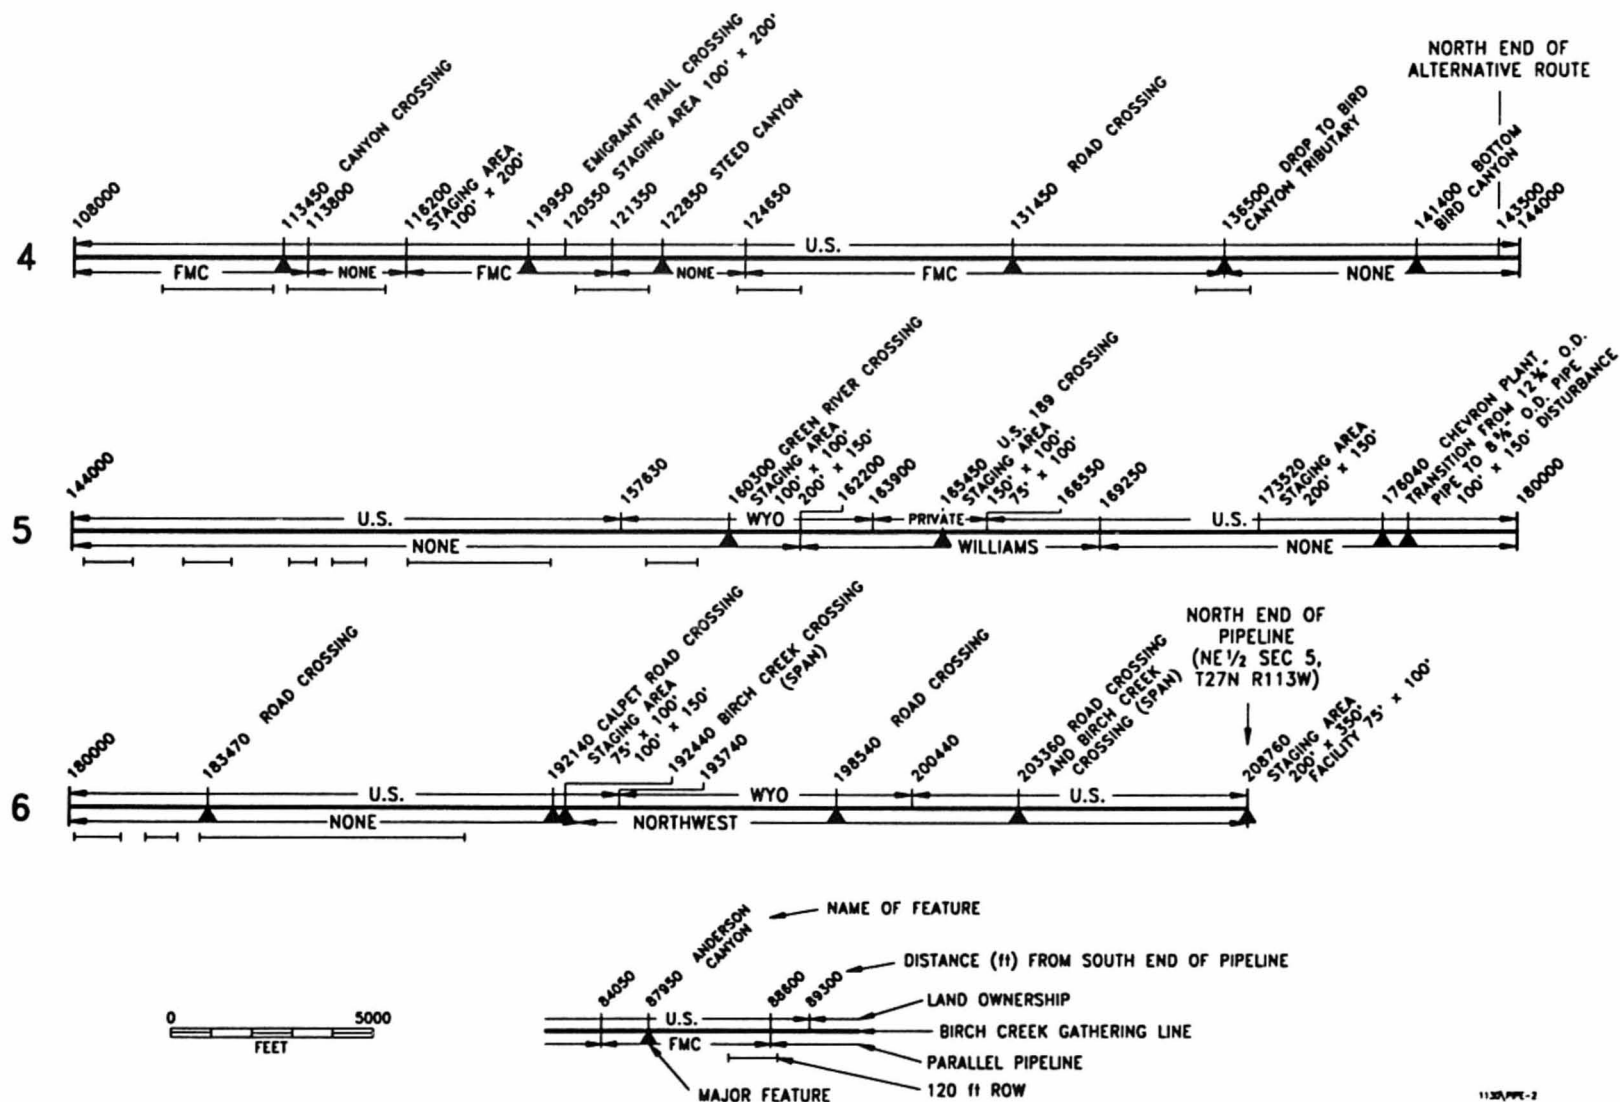 NORTH END OF
ALTERNATIVE ROUTE
4
108000
113450 CANYON CROSSING
113800
116200
STAGING AREA
100' x 200'
119950 EMIGRANT TRAIL CROSSING
120550 STAGING AREA 100' x 200'
121350
122850 STEED CANYON
124650
131450 ROAD CROSSING
136500 DROP TO BIRD
CANYON TRIBUTARY
141400 BOTTOM
BIRD CANYON
143500
144000
U.S.
FMC
NONE
FMC
NONE
FMC
NONE
5
144000
157830
160300 GREEN RIVER CROSSING
STAGING AREA
100' x 100'
200' x 150'
162200
163900
165450 U.S. 189 CROSSING
STAGING AREA
150' x 100'
75' x 100'
166550
169250
173520
STAGING AREA
200' x 150'
176040 CHEVRON PLANT
TRANSITION FROM 12¾" O.D.
PIPE TO 8⅝" O.D. PIPE
100' x 150' DISTURBANCE
180000
U.S.
WYO
PRIVATE
U.S.
NONE
WILLIAMS
NONE
6
180000
183470 ROAD CROSSING
192140 CALPET ROAD CROSSING
STAGING AREA
75' x 100'
100' x 150'
192440 BIRCH CREEK CROSSING
(SPAN)
193740
198540 ROAD CROSSING
200440
203360 ROAD CROSSING
AND BIRCH CREEK
CROSSING (SPAN)
NORTH END OF
PIPELINE
(NE½ SEC 5,
T27N R113W)
208760
STAGING AREA
200' x 350'
FACILITY 75' x 100'
U.S.
WYO
U.S.
NONE
NORTHWEST
0 5000
FEET
84050
87950 ANDERSON
CANYON
88600
89300
NAME OF FEATURE
DISTANCE (ft) FROM SOUTH END OF PIPELINE
U.S.
LAND OWNERSHIP
BIRCH CREEK GATHERING LINE
FMC
PARALLEL PIPELINE
120 ft ROW
MAJOR FEATURE